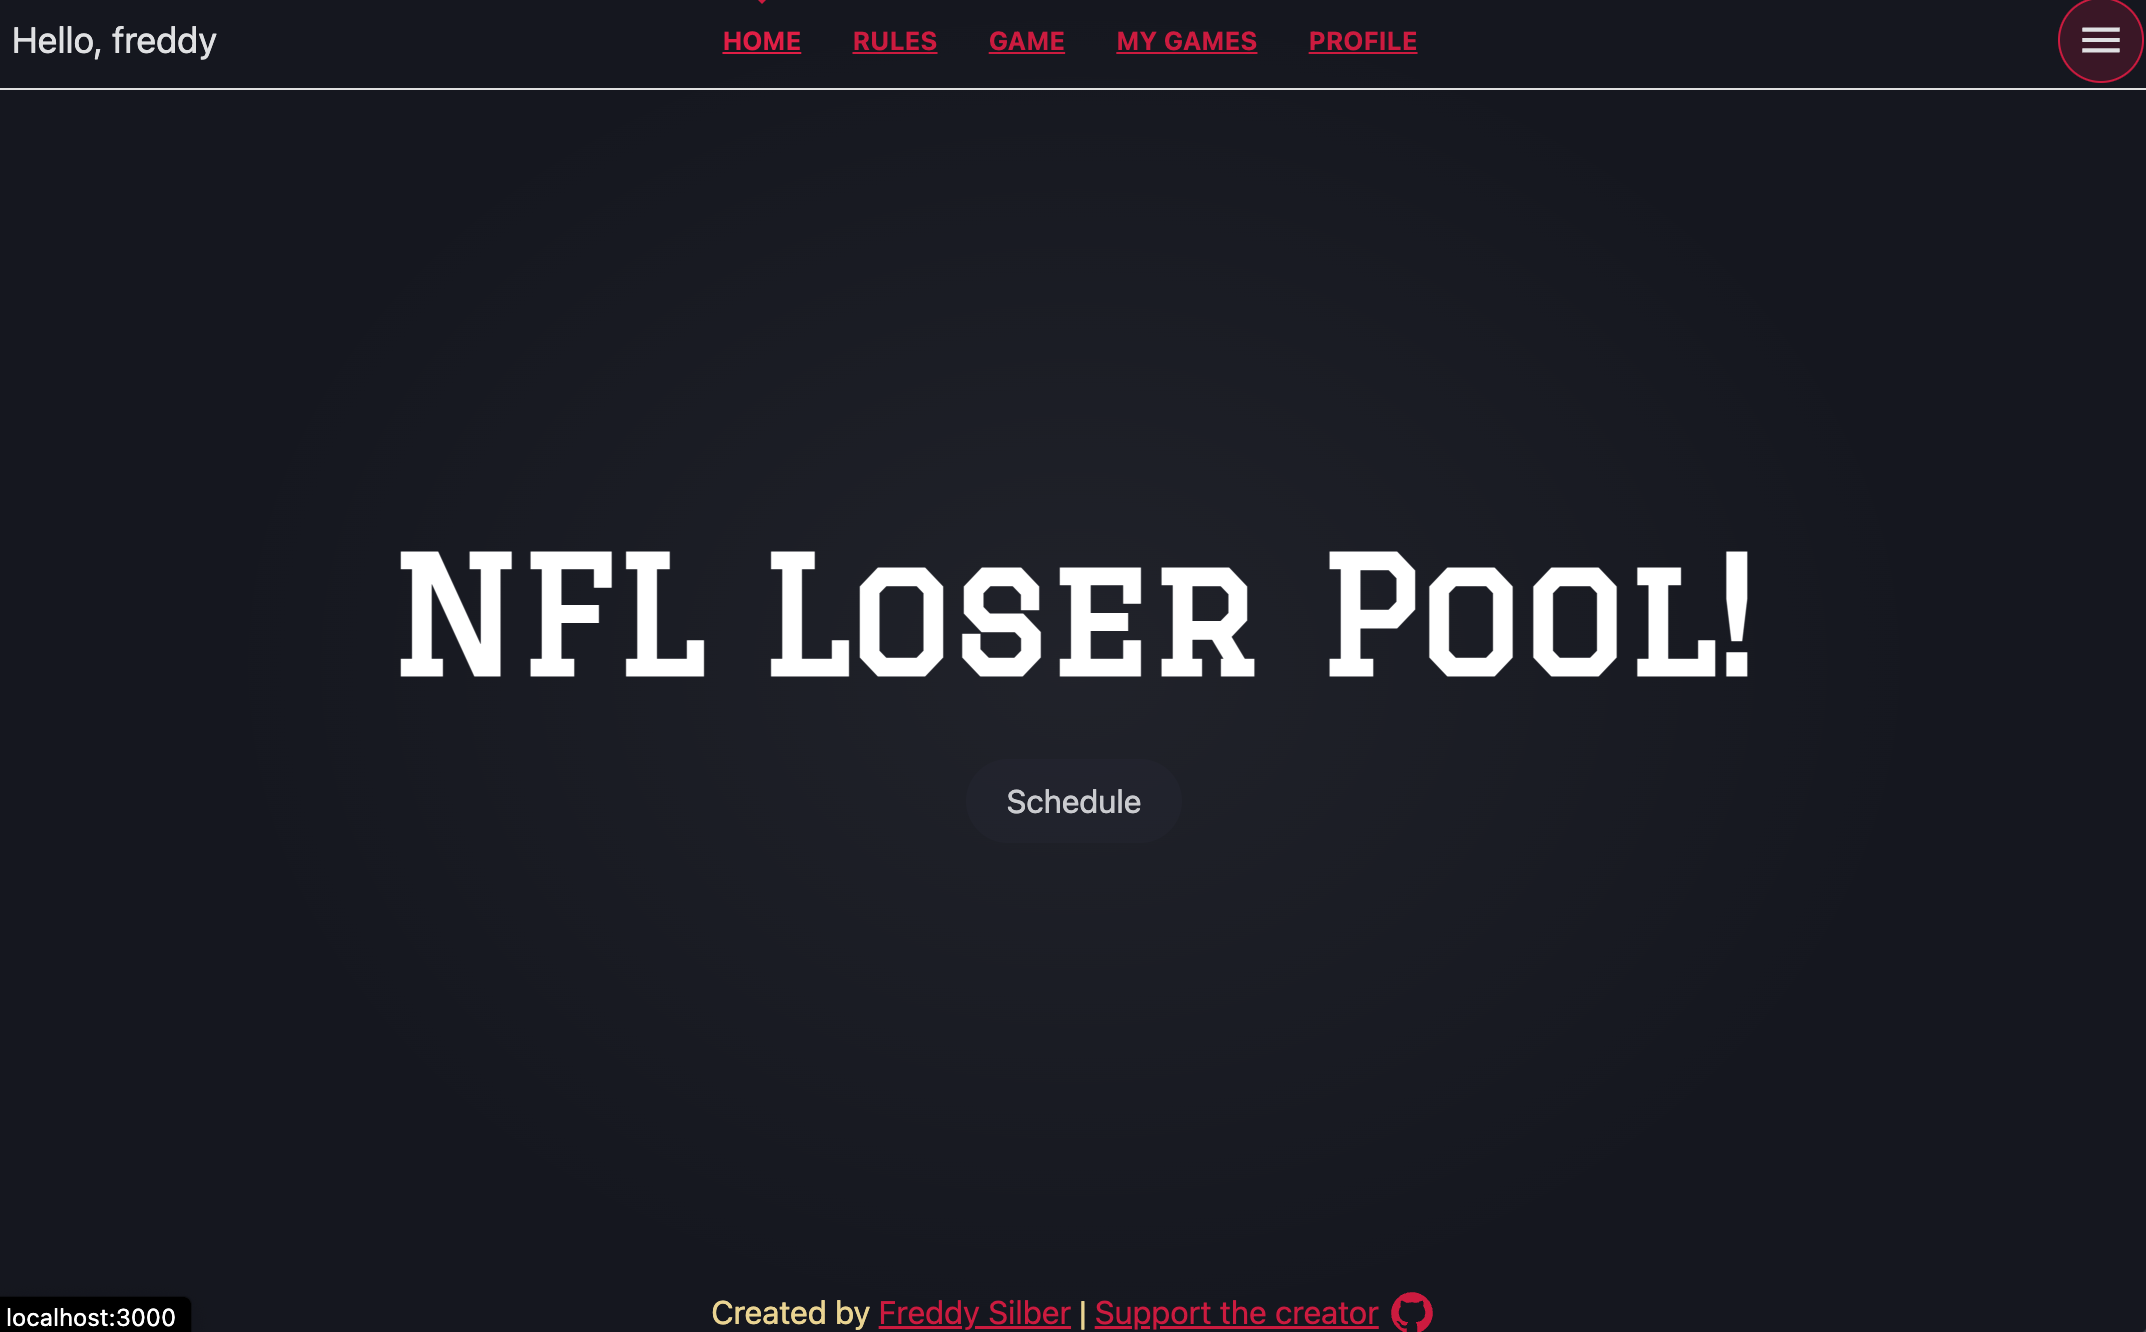 Hello, freddy
HOME RULES GAME MY GAMES PROFILE
NFL Loser Pool!
Schedule
Created by Freddy Silber | Support the creator
localhost:3000